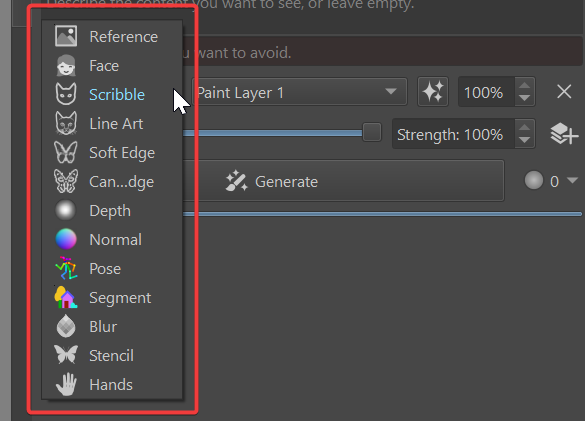 Describe the content you want to see, or leave empty.
Reference
u want to avoid.
Face
Scribble
Paint Layer 1
100%
Line Art
Strength: 100%
Soft Edge
Can...dge
Generate
0
Depth
Normal
Pose
Segment
Blur
Stencil
Hands